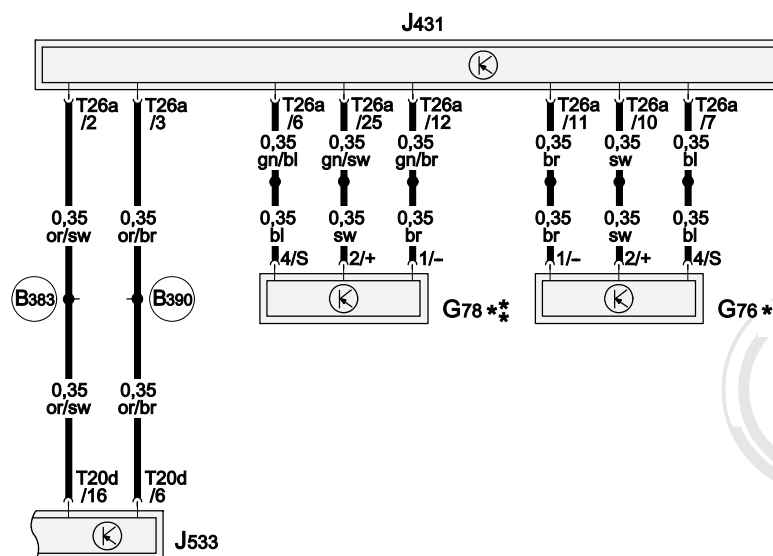 J431
T26a /2
T26a /3
T26a /6
T26a /25
T26a /12
T26a /11
T26a /10
T26a /7
0,35 gn/bl
0,35 gn/sw
0,35 gn/br
0,35 br
0,35 sw
0,35 bl
0,35 or/sw
0,35 or/br
0,35 bl
0,35 sw
0,35 br
0,35 br
0,35 sw
0,35 bl
4/S
2/+
1/-
1/-
2/+
4/S
B383
B390
G78 ***
G76 *
0,35 or/sw
0,35 or/br
T20d /16
T20d /6
J533